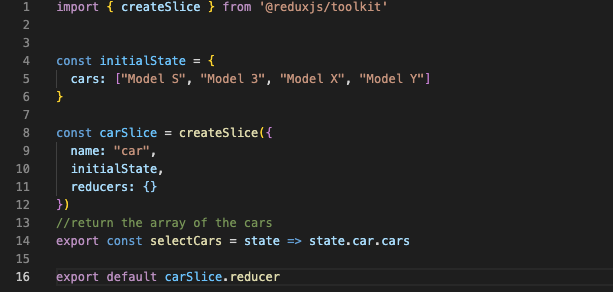 1 import { createSlice } from '@reduxjs/toolkit'
2
3
4 const initialState = {
5 cars: ["Model S", "Model 3", "Model X", "Model Y"]
6 }
7
8 const carSlice = createSlice({
9 name: "car",
10 initialState,
11 reducers: {}
12 })
13 //return the array of the cars
14 export const selectCars = state => state.car.cars
15
16 export default carSlice.reducer